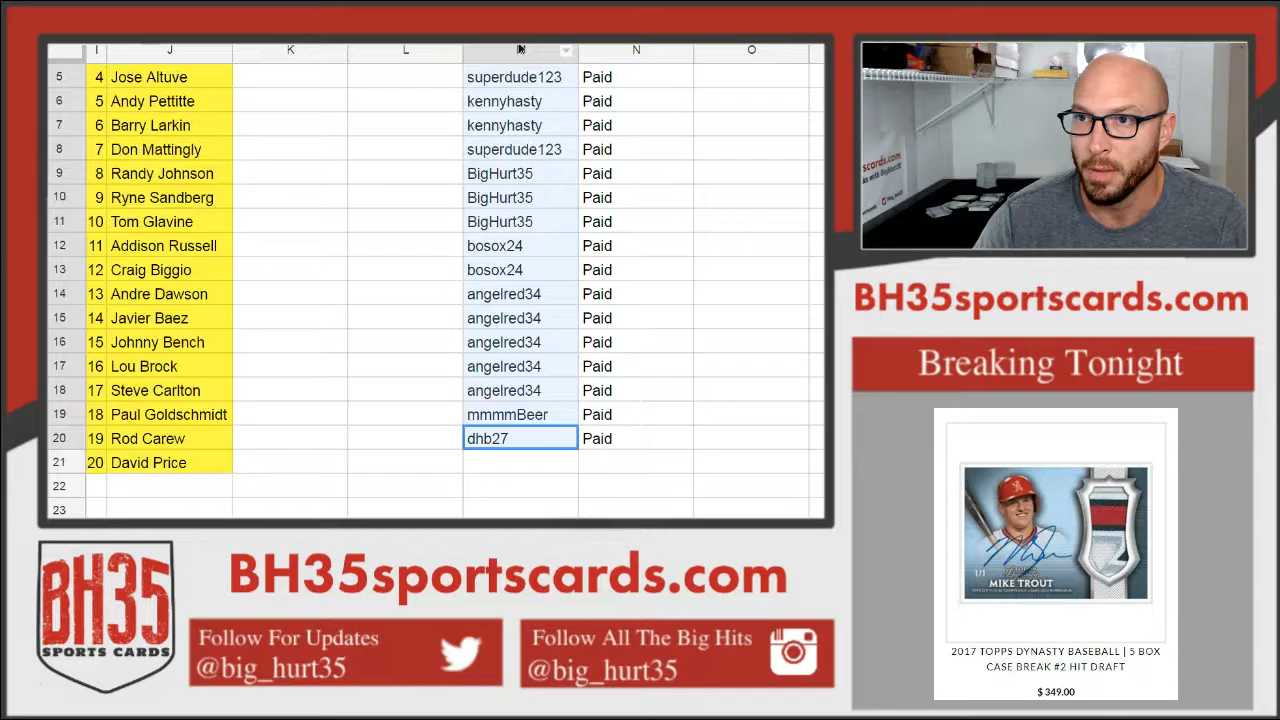 I J K L M N O
5 4 Jose Altuve superdude123 Paid
6 5 Andy Pettitte kennyhasty Paid
7 6 Barry Larkin kennyhasty Paid
8 7 Don Mattingly superdude123 Paid
9 8 Randy Johnson BigHurt35 Paid
10 9 Ryne Sandberg BigHurt35 Paid
11 10 Tom Glavine BigHurt35 Paid
12 11 Addison Russell bosox24 Paid
13 12 Craig Biggio bosox24 Paid
14 13 Andre Dawson angelred34 Paid
15 14 Javier Baez angelred34 Paid
16 15 Johnny Bench angelred34 Paid
17 16 Lou Brock angelred34 Paid
18 17 Steve Carlton angelred34 Paid
19 18 Paul Goldschmidt mmmmBeer Paid
20 19 Rod Carew dhb27 Paid
21 20 David Price
22
23
cards.com
BH35sportscards.com
Breaking Tonight
1/1
MIKE TROUT
2017 TOPPS DYNASTY BASEBALL | 5 BOX
CASE BREAK #2 HIT DRAFT
$ 349.00
BH35
SPORTS CARDS
BH35sportscards.com
Follow For Updates
@big_hurt35
Follow All The Big Hits
@big_hurt35